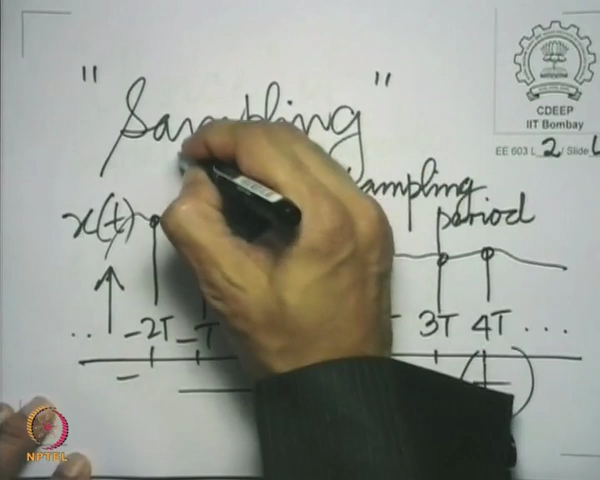 "Sampling"
CDEEP
IIT Bombay
EE 603 L 2 / Slide
Sampling
period
x(t)
.. -2T -T 3T 4T ...
NPTEL